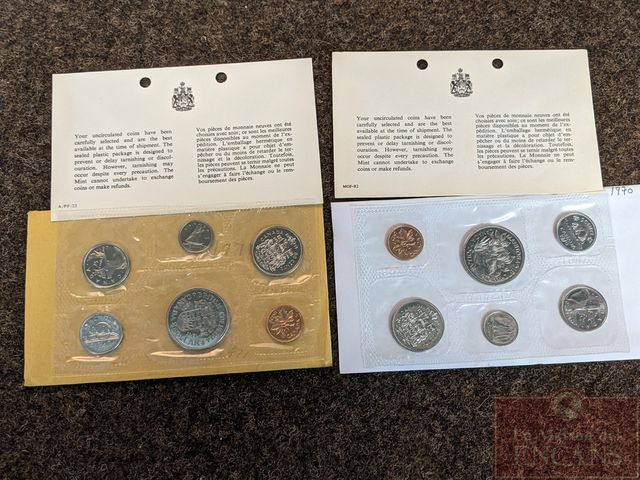 Your uncirculated coins have been
carefully selected and are the best
available at the time of shipment. The
sealed plastic package is designed to
prevent or delay tarnishing or discol-
ouration. However, tarnishing may
occur despite every precaution. The
Mint cannot undertake to exchange
coins or make refunds.
Vos pièces de monnaie neuves ont été
choisies avec soin; ce sont les meilleures
pièces disponibles au moment de l'ex-
pédition. L'emballage hermétique en
matière plastique a pour objet d'em-
pêcher ou du moins de retarder le ter-
nissage et la décoloration. Toutefois,
les pièces peuvent se ternir malgré toutes
les précautions. La Monnaie ne peut
s'engager à faire l'échange ou le rem-
boursement des pièces.
A/PP-33
Your uncirculated coins have been
carefully selected and are the best
available at the time of shipment. The
sealed plastic package is designed to
prevent or delay tarnishing or discol-
ouration. However, tarnishing may
occur despite every precaution. The
Mint cannot undertake to exchange
coins or make refunds.
Vos pièces de monnaie neuves ont été
choisies avec soin; ce sont les meilleures
pièces disponibles au moment de l'ex-
pédition. L'emballage hermétique en
matière plastique a pour objet d'em-
pêcher ou du moins de retarder le ter-
nissage et la décoloration. Toutefois,
les pièces peuvent se ternir malgré toutes
les précautions. La Monnaie ne peut
s'engager à faire l'échange ou le rem-
boursement des pièces.
MOF-82
1970
La Maison des
ENCANS